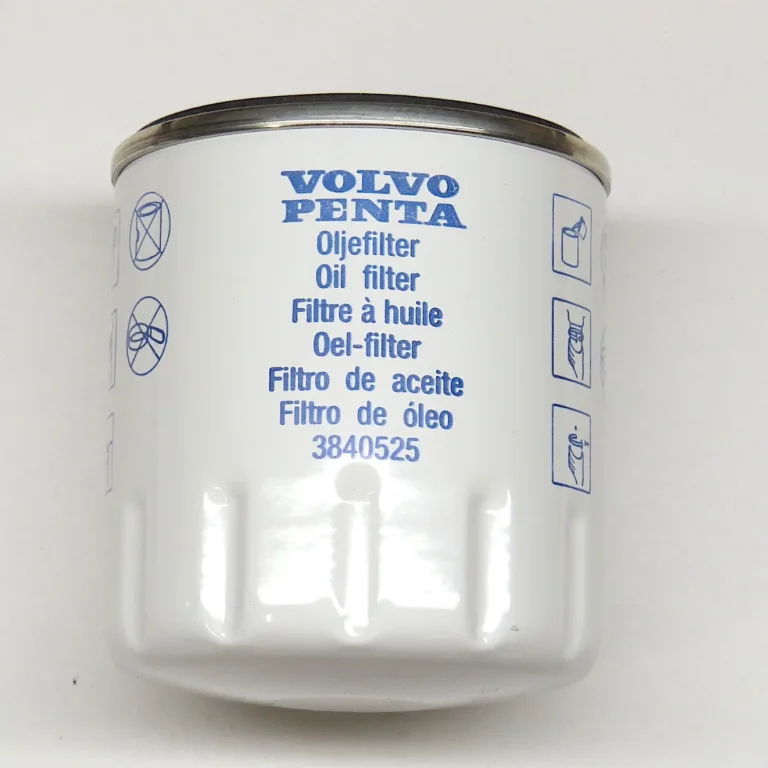 VOLVO
PENTA
Oljefilter
Oil filter
Filtre à huile
Oel-filter
Filtro de aceite
Filtro de óleo
3840525